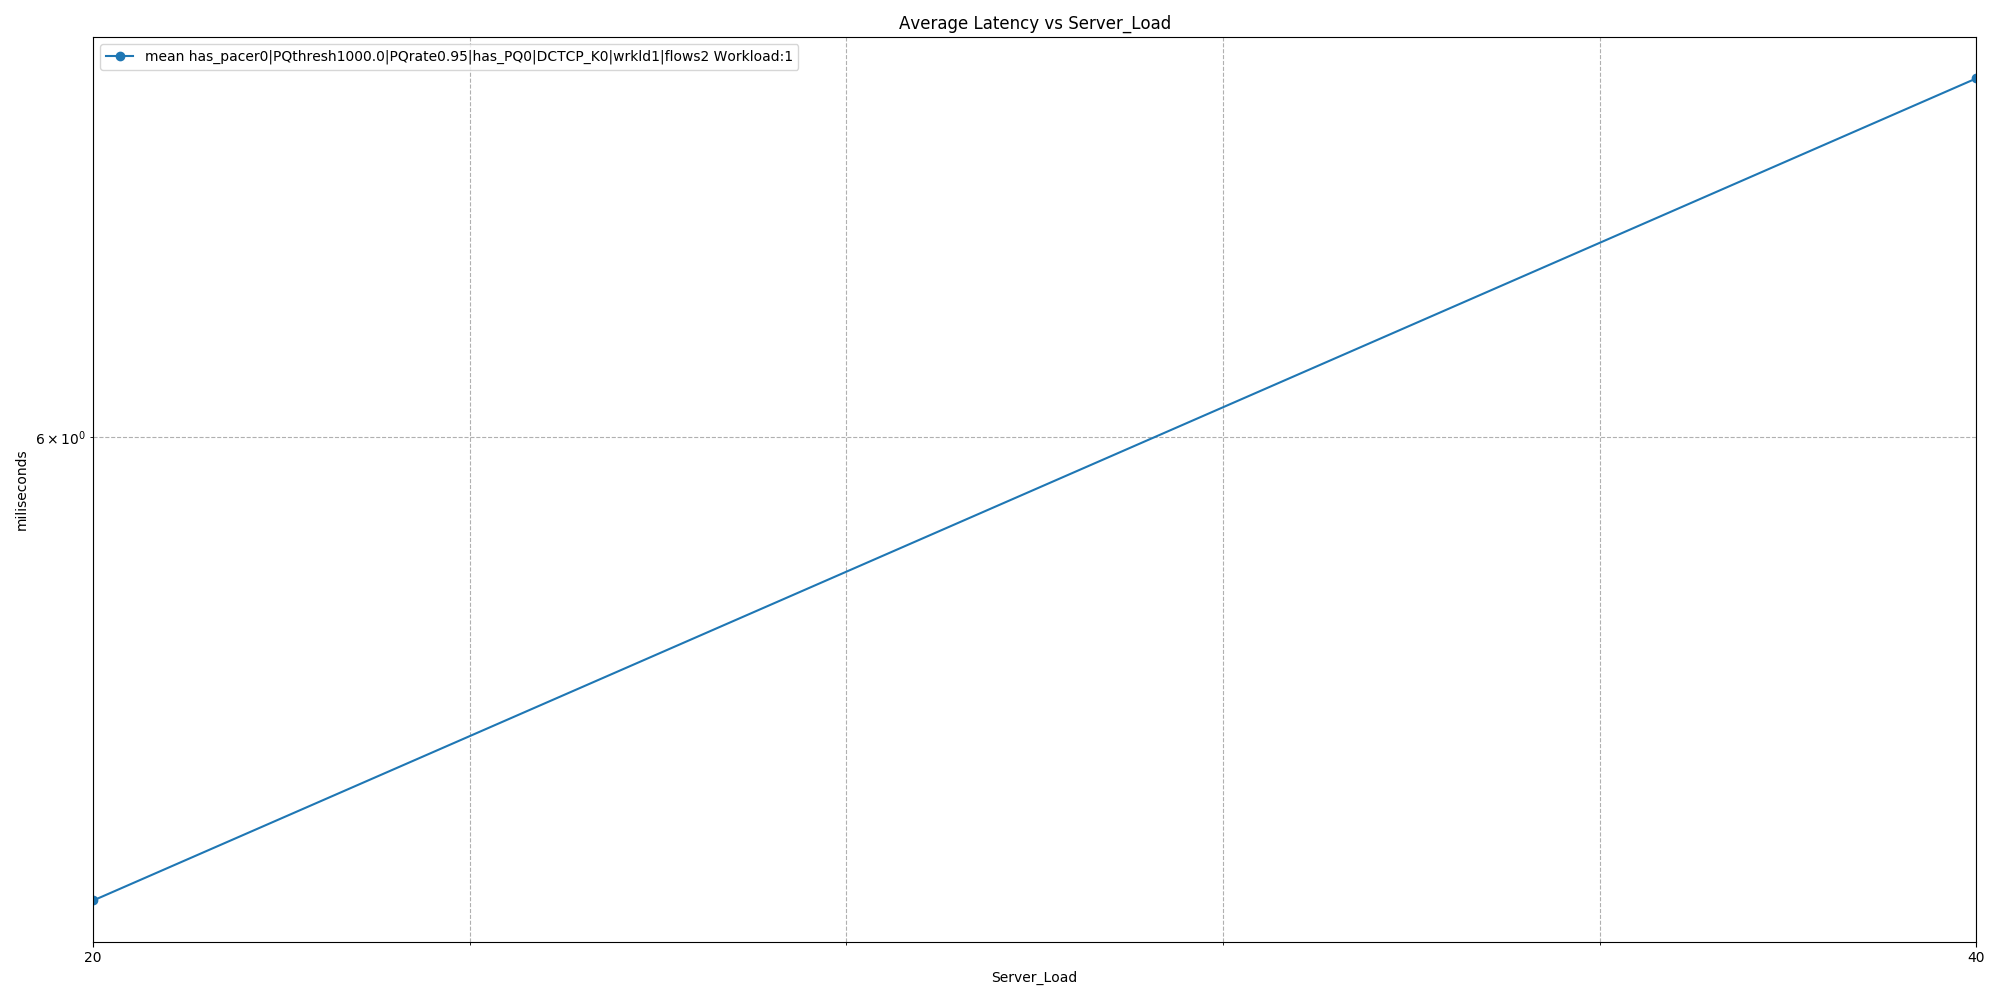 Average Latency vs Server_Load
mean has_pacer0|PQthresh1000.0|PQrate0.95|has_PQ0|DCTCP_K0|wrkld1|flows2 Workload:1
6 × 10⁰
miliseconds
20
40
Server_Load